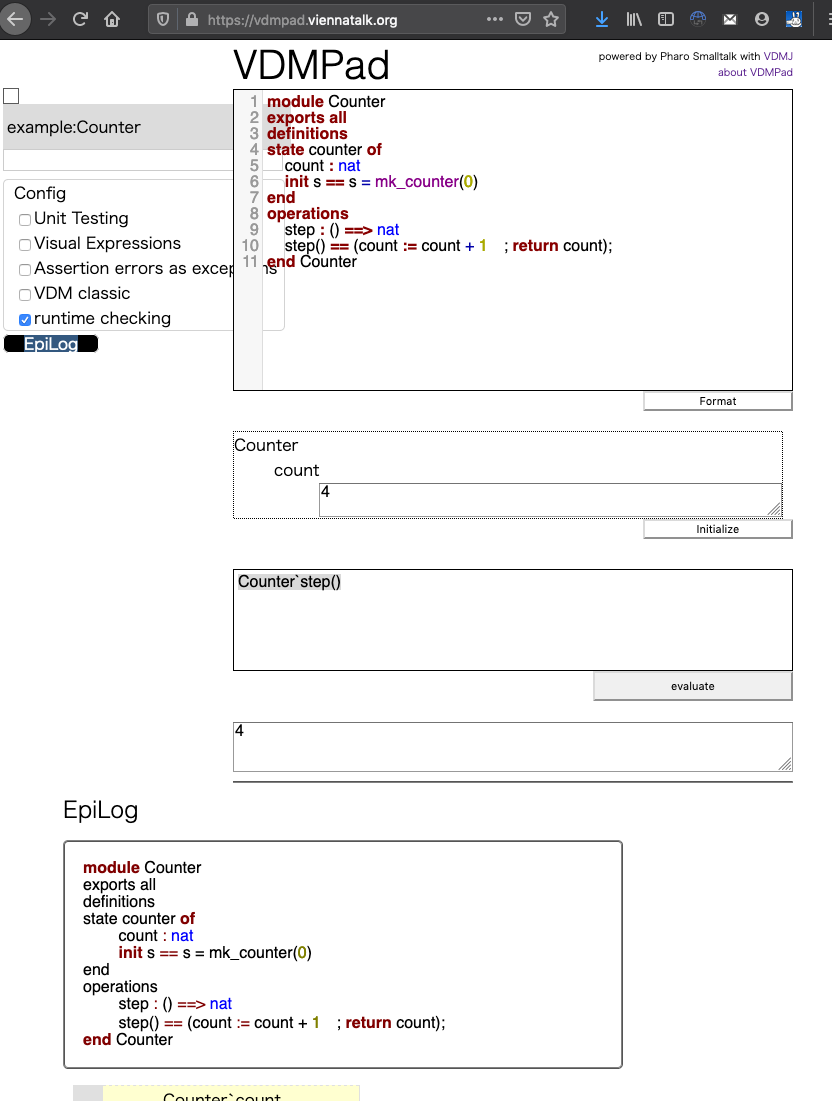 https://vdmpad.viennatalk.org
VDMPad
powered by Pharo Smalltalk with VDMJ
about VDMPad
example:Counter
Config
Unit Testing
Visual Expressions
Assertion errors as exceptions
VDM classic
runtime checking
EpiLog
1 module Counter
2 exports all
3 definitions
4 state counter of
5 count : nat
6 init s == s = mk_counter(0)
7 end
8 operations
9 step : () ==> nat
10 step() == (count := count + 1 ; return count);
11 end Counter
Format
Counter
count
4
Initialize
Counter`step()
evaluate
4
EpiLog
module Counter
exports all
definitions
state counter of
count : nat
init s == s = mk_counter(0)
end
operations
step : () ==> nat
step() == (count := count + 1 ; return count);
end Counter
Counter`count